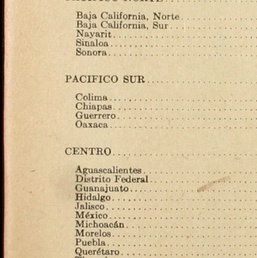 Baja California, Norte
Baja California, Sur
Nayarit
Sinaloa
Sonora
PACIFICO SUR
Colima
Chiapas
Guerrero
Oaxaca
CENTRO
Aguascalientes
Distrito Federal
Guanajuato
Hidalgo
Jalisco
México
Michoacán
Morelos
Puebla
Querétaro